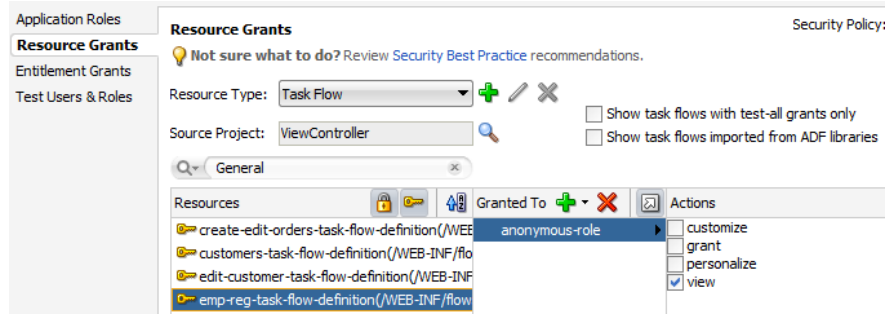 Application Roles
Resource Grants
Entitlement Grants
Test Users & Roles
Resource Grants
Security Policy:
Not sure what to do? Review Security Best Practice recommendations.
Resource Type: Task Flow
Show task flows with test-all grants only
Source Project: ViewController
Show task flows imported from ADF libraries
General
Resources Granted To Actions
create-edit-orders-task-flow-definition(/WEE
customers-task-flow-definition(/WEB-INF/flo
edit-customer-task-flow-definition(/WEB-INF
emp-reg-task-flow-definition(/WEB-INF/flow
anonymous-role
customize
grant
personalize
view